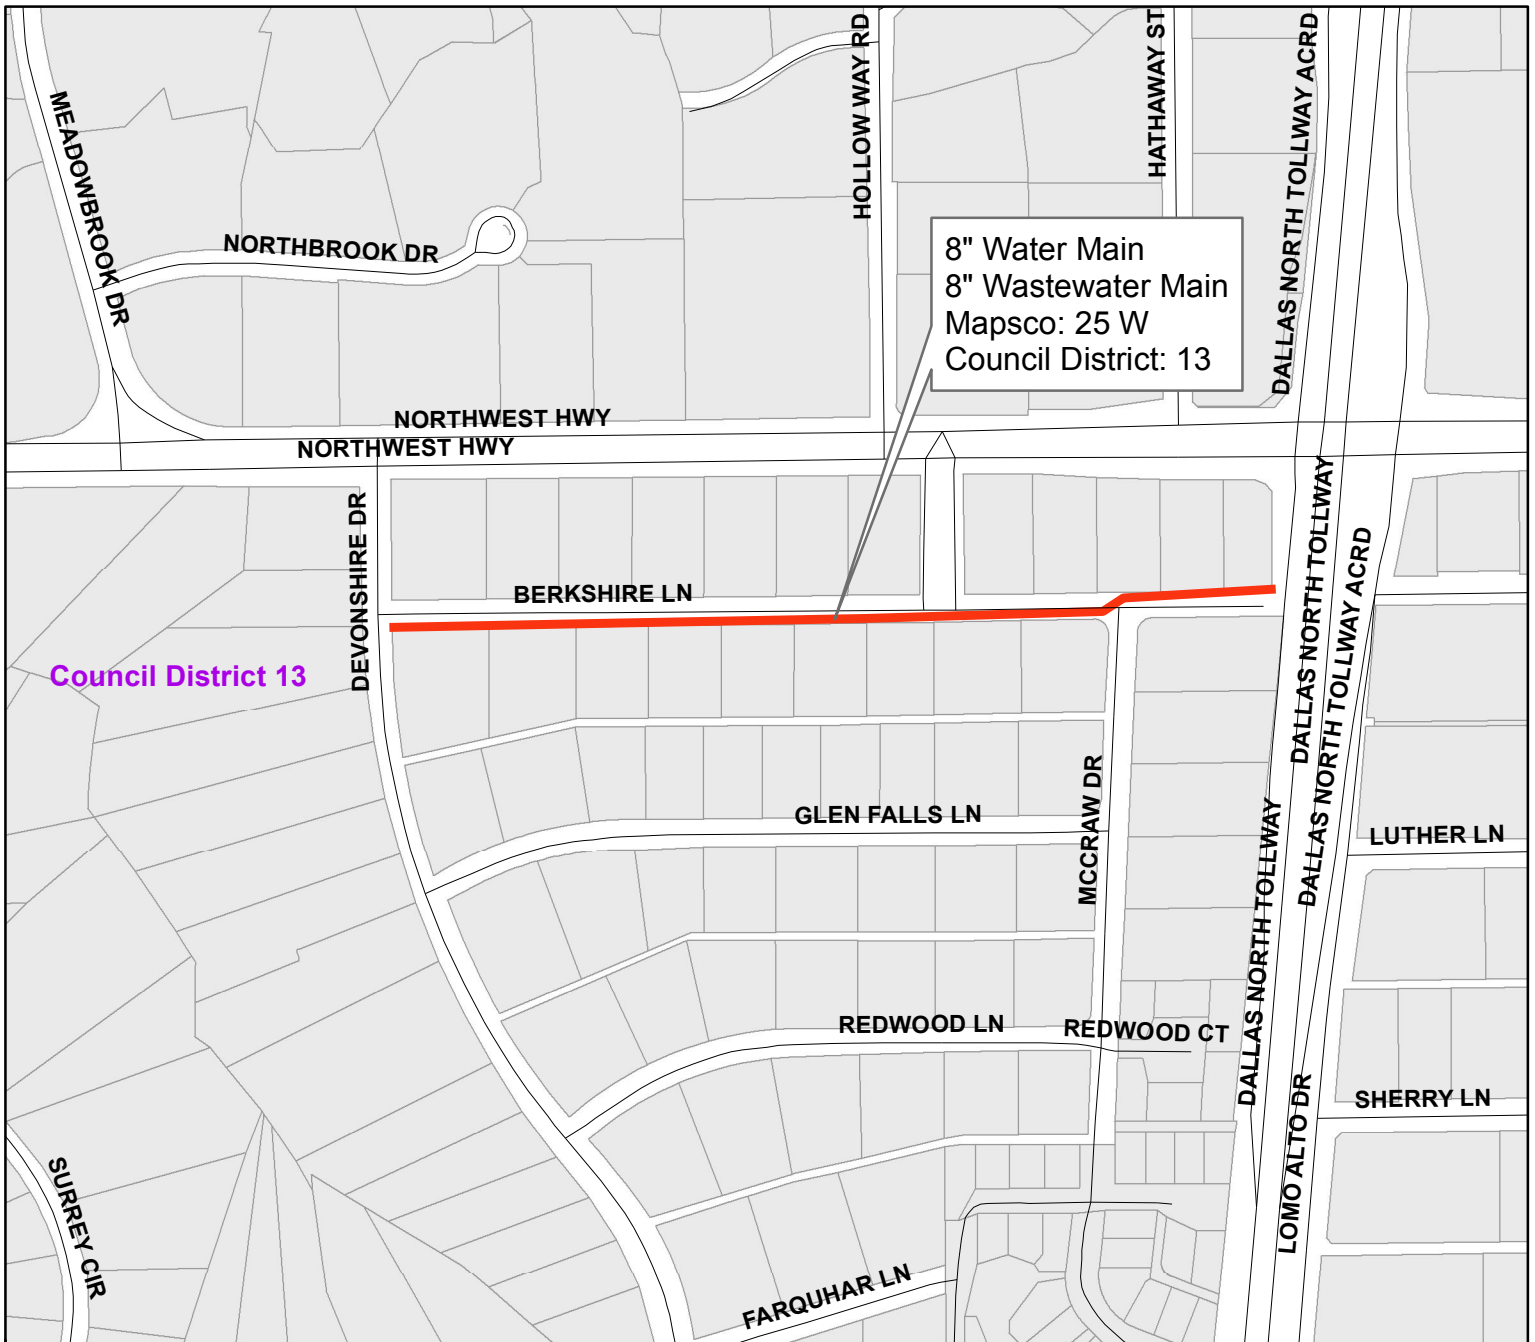 HOLLOW WAY RD
HATHAWAY ST
DALLAS NORTH TOLLWAY ACRD
MEADOWBROOK DR
NORTHBROOK DR
8" Water Main
8" Wastewater Main
Mapsco: 25 W
Council District: 13
NORTHWEST HWY
NORTHWEST HWY
DEVONSHIRE DR
BERKSHIRE LN
DALLAS NORTH TOLLWAY
DALLAS NORTH TOLLWAY ACRD
Council District 13
MCCRAW DR
GLEN FALLS LN
DALLAS NORTH TOLLWAY
LUTHER LN
REDWOOD LN
REDWOOD CT
LOMO ALTO DR
SHERRY LN
SURREY CIR
FARQUHAR LN